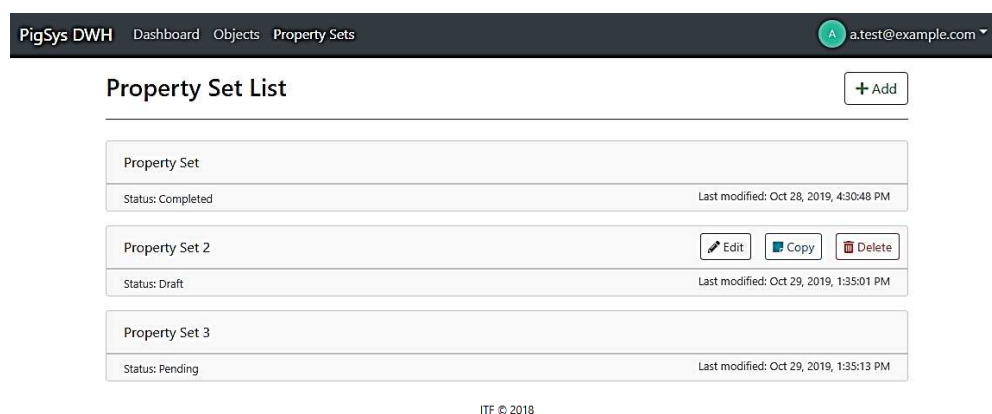 PigSys DWH Dashboard Objects Property Sets A a.test@example.com
Property Set List + Add
Property Set
Status: Completed Last modified: Oct 28, 2019, 4:30:48 PM
Property Set 2 Edit Copy Delete
Status: Draft Last modified: Oct 29, 2019, 1:35:01 PM
Property Set 3
Status: Pending Last modified: Oct 29, 2019, 1:35:13 PM
ITF © 2018